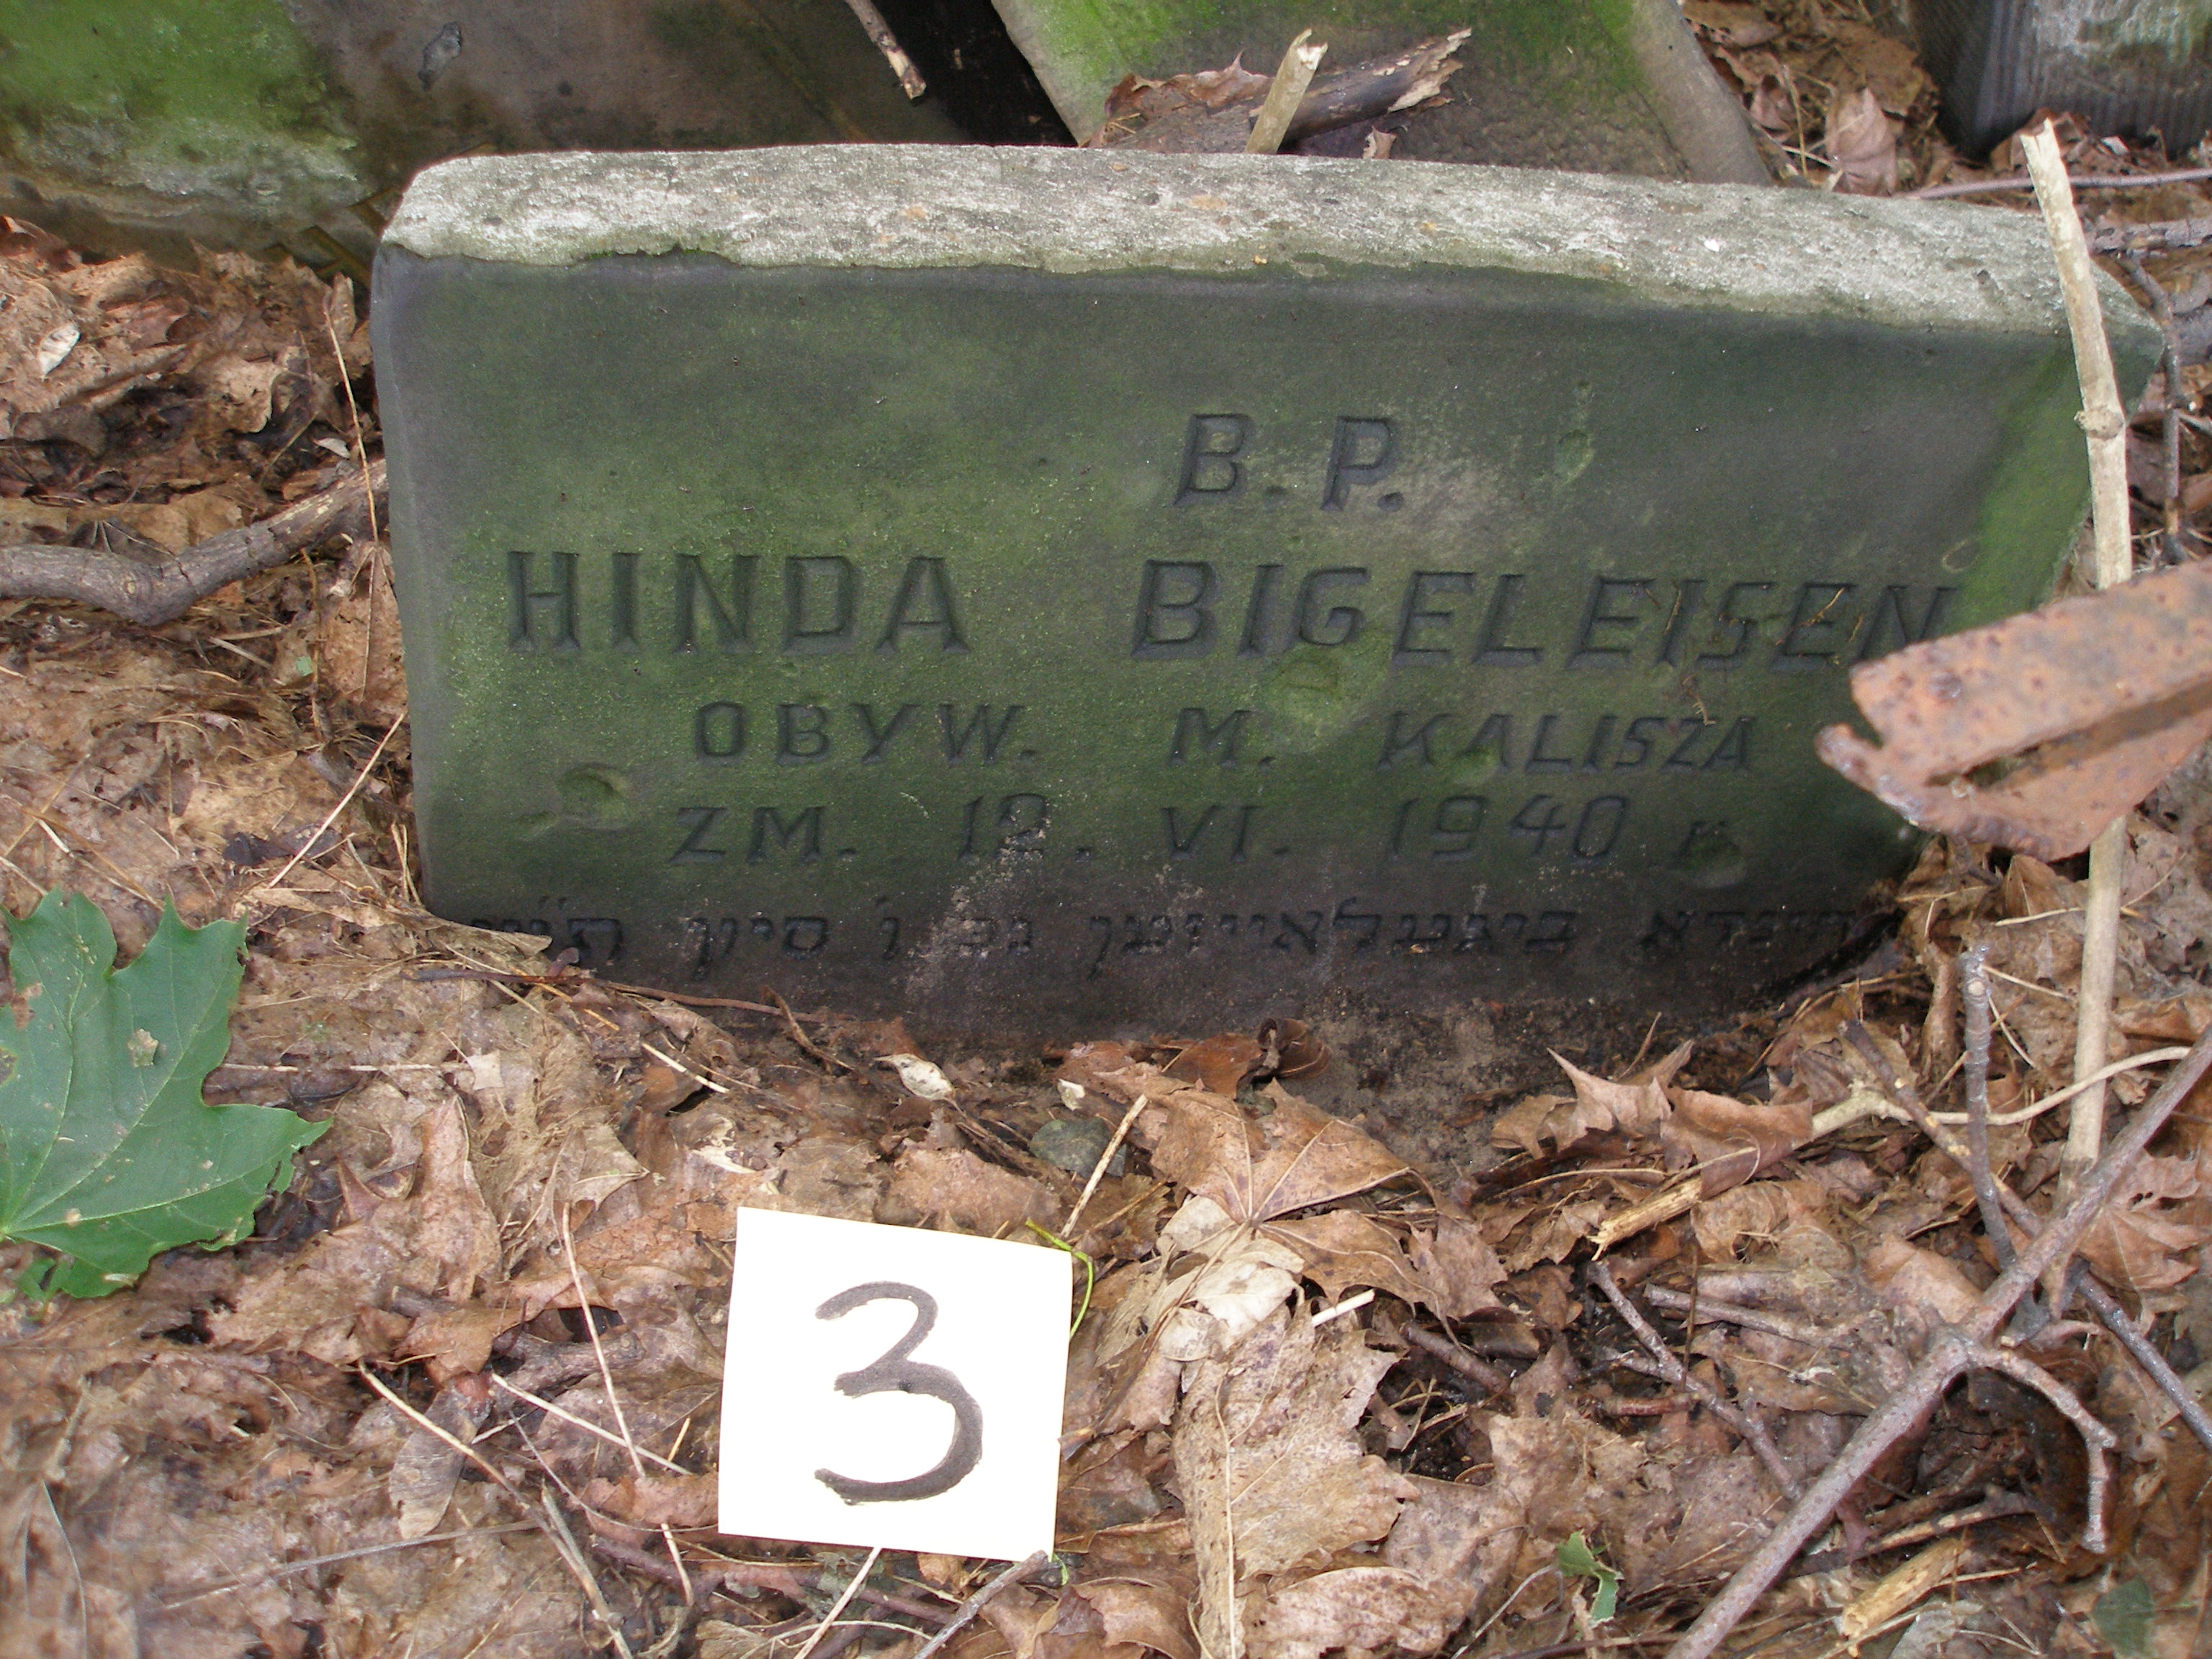 B. P.
HINDA BIGELEISEN
OBYW. M. KALISZA
ZM. 12. VI. 1940 r.
הינדא ביגעלאייזען נפ ו' סיון ת"ש
3